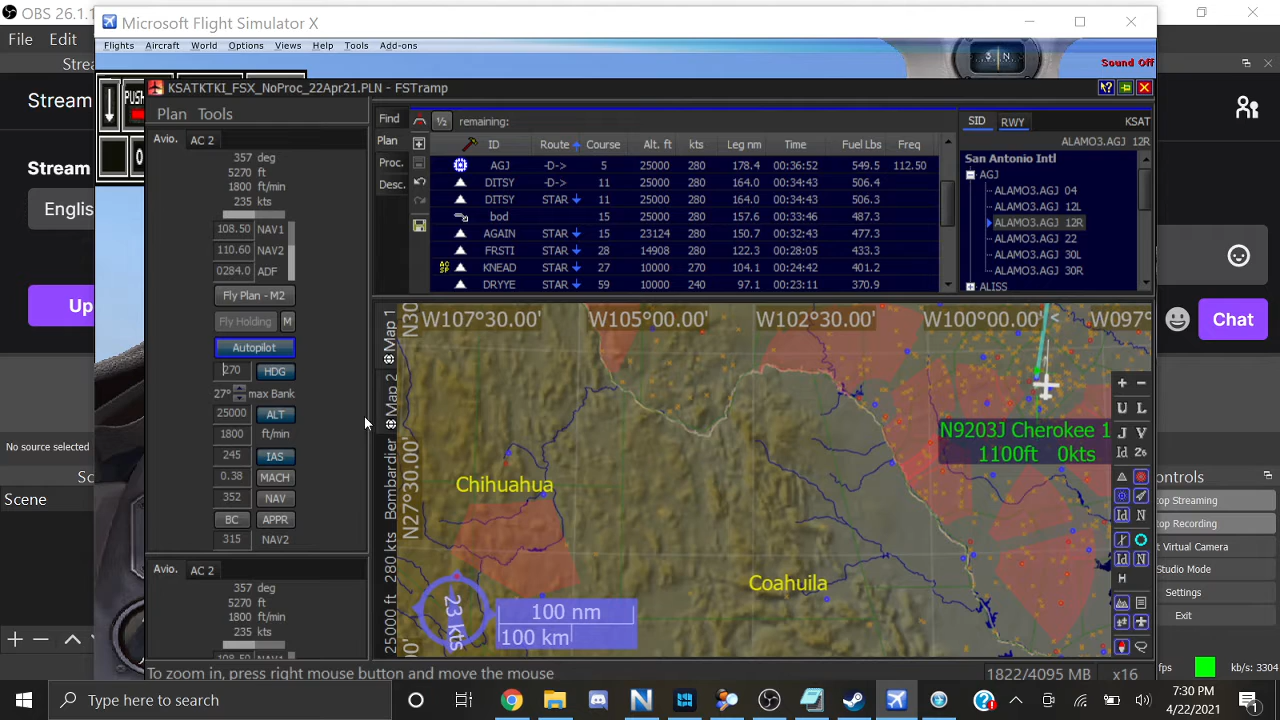 OBS 26.1.1
Microsoft Flight Simulator X
File Edit
Flights Aircraft World Options Views Help Tools Add-ons
Sound Off
Stream
KSATKTKI_FSX_NoProc_22Apr21.PLN - FSTramp
Stream
Stream
English
Plan Tools
Avio. AC 2
357 deg
5270 ft
1800 ft/min
235 kts
108.50 NAV1
110.60 NAV2
0284.0 ADF
Fly Plan - M2
Fly Holding M
Autopilot
270 HDG
27° max Bank
25000 ALT
1800 ft/min
245 IAS
0.38 MACH
352 NAV
BC APPR
315 NAV2
Avio. AC 2
357 deg
5270 ft
1800 ft/min
235 kts
108.50 NAV1
Find
Plan
Proc.
Desc.
½ remaining:
ID Route Course Alt. ft kts Leg nm Time Fuel Lbs Freq
AGJ -D-> 5 25000 280 178.4 00:36:52 549.5 112.50
DITSY -D-> 11 25000 280 164.0 00:34:43 506.4
DITSY STAR 11 25000 280 164.0 00:34:43 506.3
bod 15 25000 280 157.6 00:33:46 487.3
AGAIN STAR 15 23124 280 150.7 00:32:43 477.3
FRSTI STAR 28 14908 280 122.3 00:28:05 433.3
KNEAD STAR 27 10000 270 104.1 00:24:42 401.2
DRYYE STAR 59 10000 240 97.1 00:23:11 370.9
SID RWY KSAT
ALAMO3.AGJ 12R
San Antonio Intl
AGJ
ALAMO3.AGJ 04
ALAMO3.AGJ 12L
ALAMO3.AGJ 12R
ALAMO3.AGJ 22
ALAMO3.AGJ 30L
ALAMO3.AGJ 30R
ALISS
Map 1
Map 2
Bombardier
280 kts
25000 ft
W107°30.00' W105°00.00' W102°30.00' W100°00.00' < W097°
N30
N27°30.00'
00'
N9203J Cherokee 1
1100ft 0kts
Chihuahua
Coahuila
23 kts
100 nm
100 km
U L
J V
Id
Id N
Id N
H
To zoom in, press right mouse button and move the mouse
1822/4095 MB x16
Up
No source selected
Scene
Chat
ontrols
op Streaming
op Recording
t Virtual Camera
Studio Mode
Settings
Exit
fps kb/s: 3304
Type here to search
7:30 PM
4/22/2021